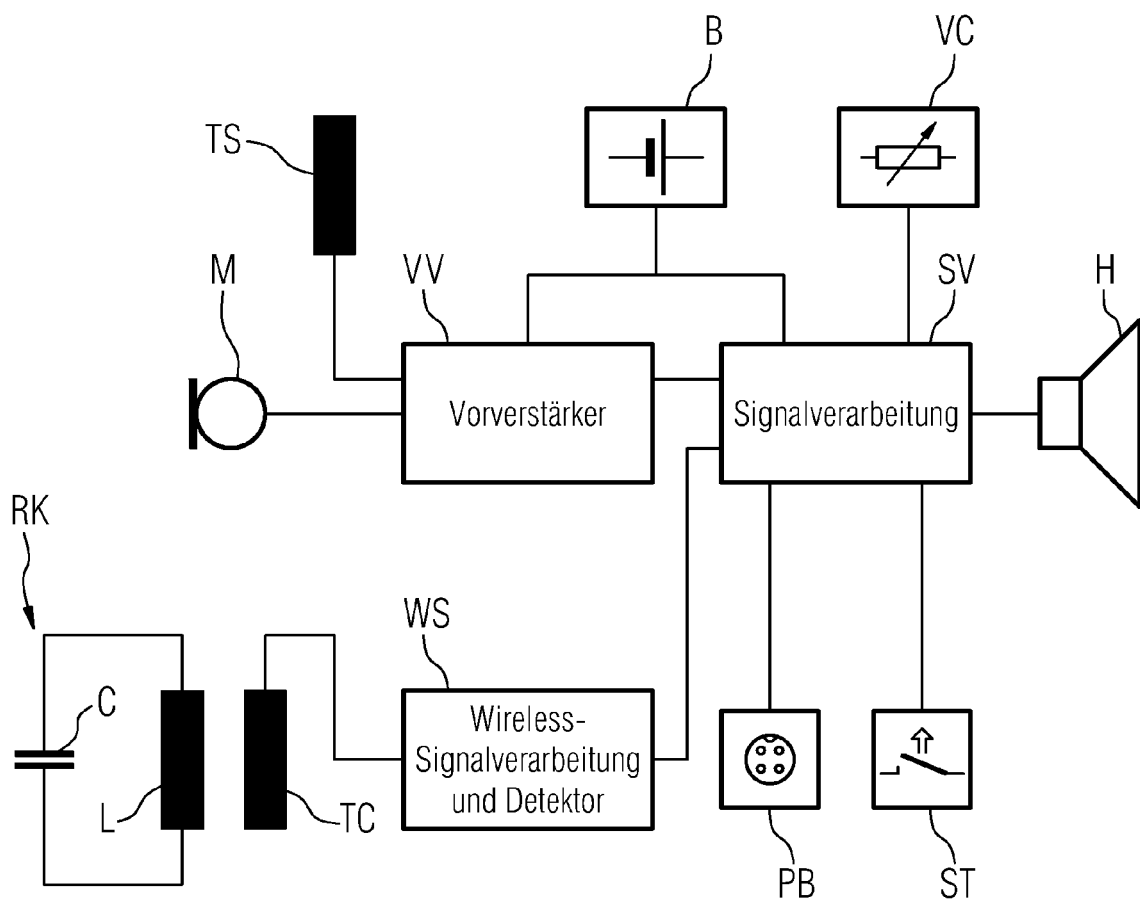 B
VC
TS
M
VV
SV
H
Vorverstärker
Signalverarbeitung
RK
WS
C
Wireless-
Signalverarbeitung
und Detektor
L
TC
PB
ST